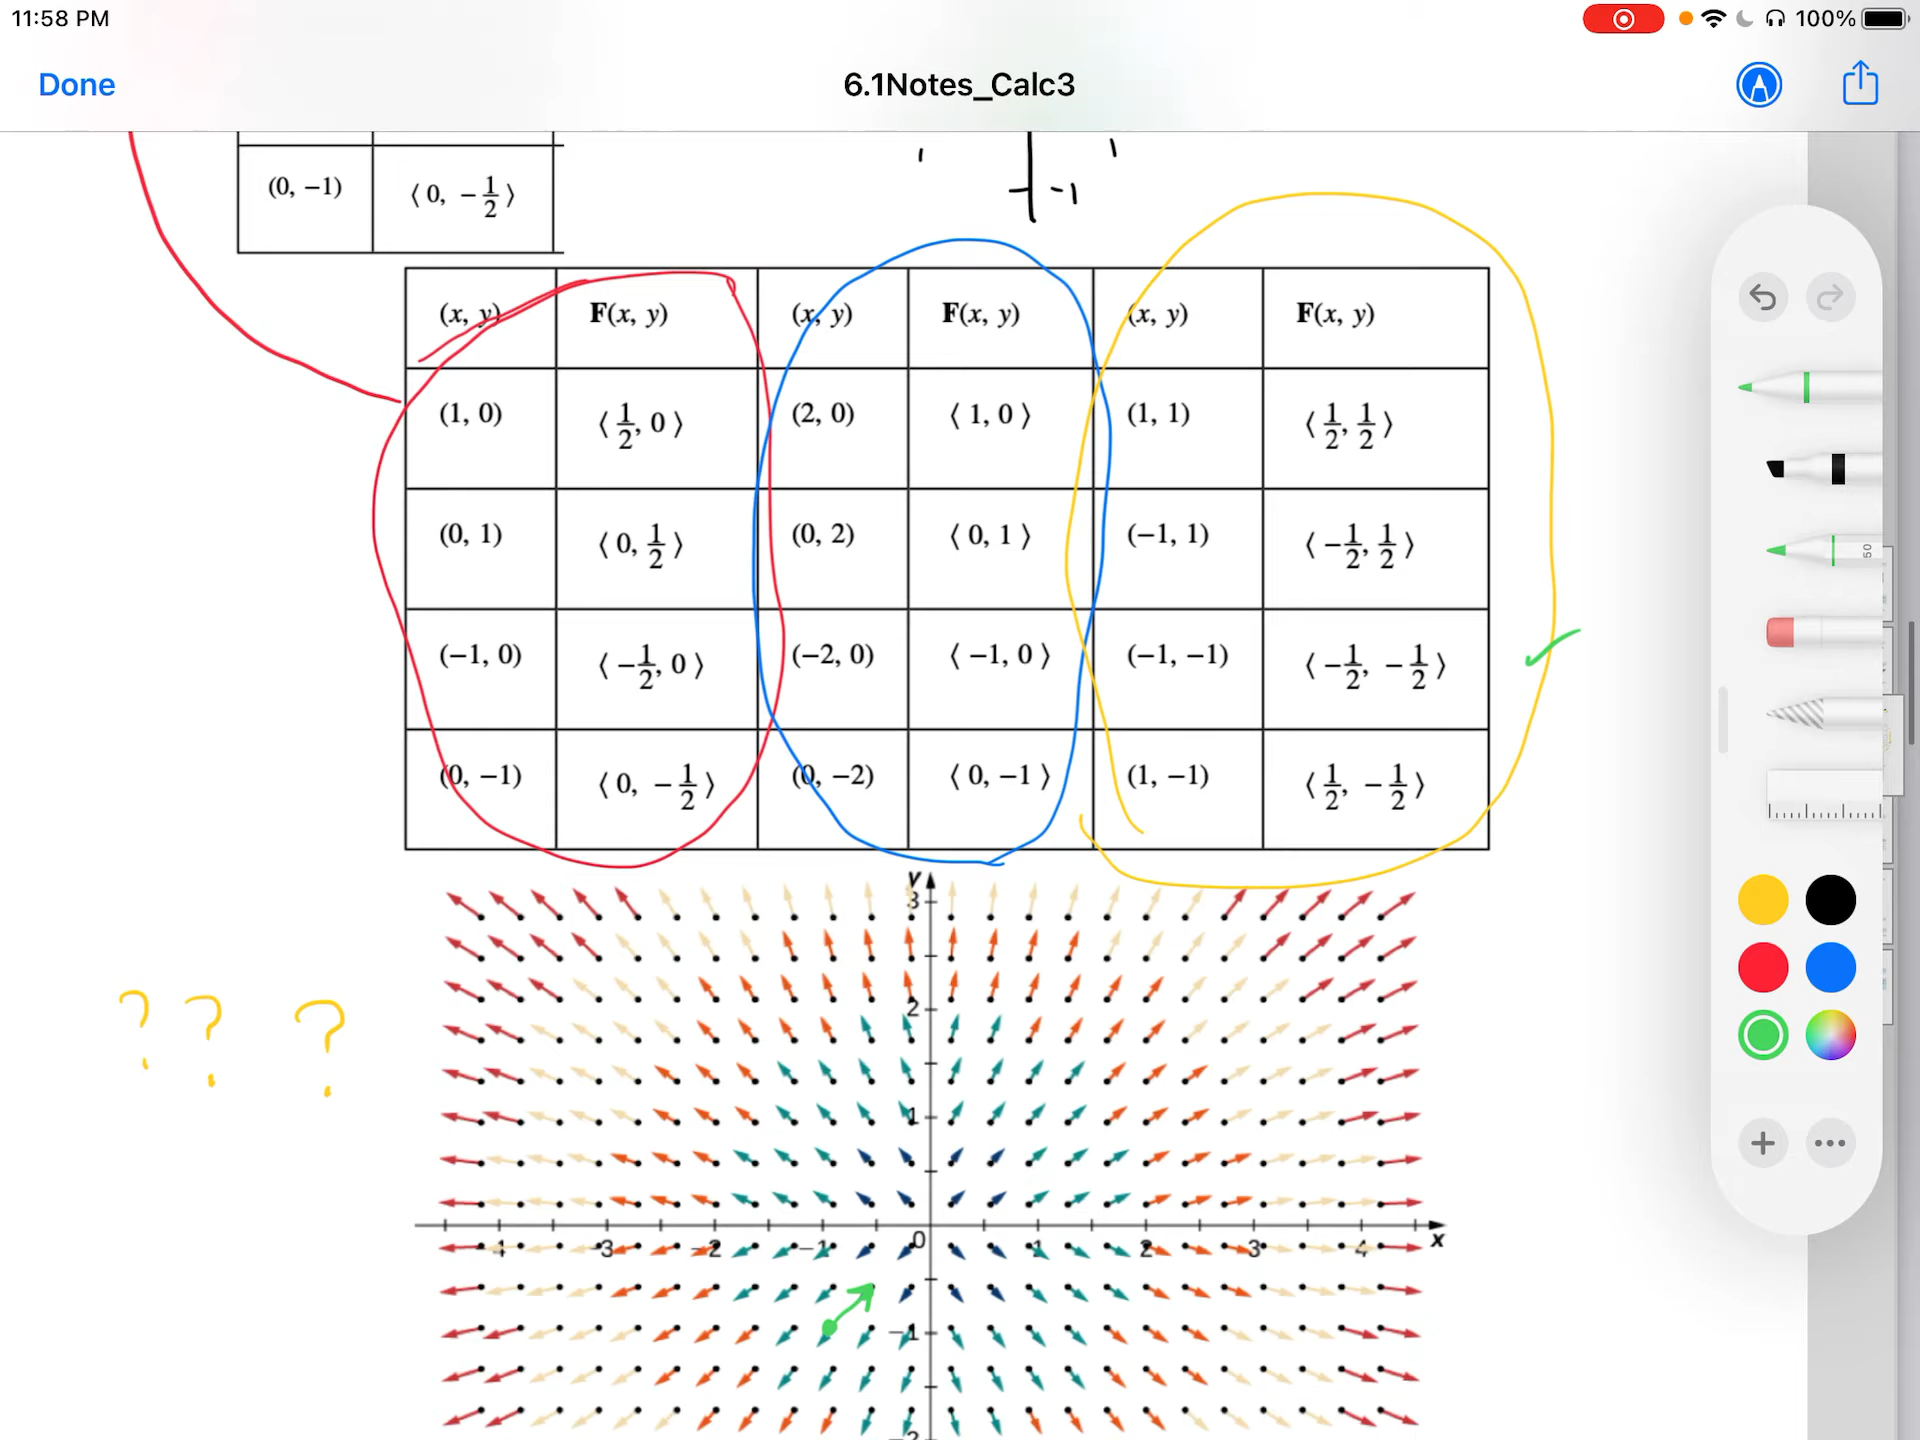 11:58 PM 100%
Done 6.1Notes_Calc3
(0, −1) ⟨ 0, −1/2 ⟩
-1
(x, y) F(x, y) (x, y) F(x, y) (x, y) F(x, y)
(1, 0) ⟨ 1/2, 0 ⟩ (2, 0) ⟨ 1, 0 ⟩ (1, 1) ⟨ 1/2, 1/2 ⟩
(0, 1) ⟨ 0, 1/2 ⟩ (0, 2) ⟨ 0, 1 ⟩ (−1, 1) ⟨ −1/2, 1/2 ⟩
(−1, 0) ⟨ −1/2, 0 ⟩ (−2, 0) ⟨ −1, 0 ⟩ (−1, −1) ⟨ −1/2, −1/2 ⟩
(0, −1) ⟨ 0, −1/2 ⟩ (0, −2) ⟨ 0, −1 ⟩ (1, −1) ⟨ 1/2, −1/2 ⟩
50
y
3
? ? ?
2
1
−4 −3 −2 −1 0 1 2 3 4 x
−1
−2